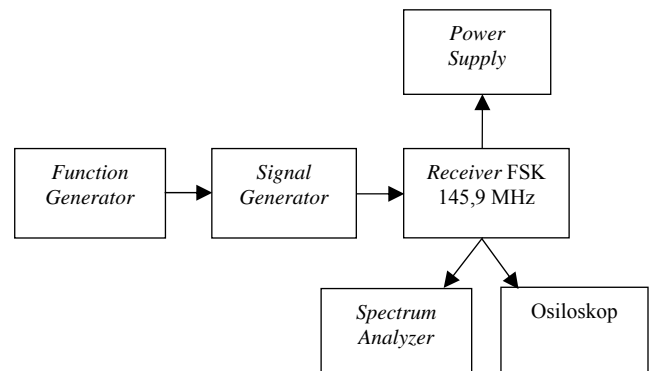 Power
Supply
Function
Generator
Signal
Generator
Receiver FSK
145,9 MHz
Spectrum
Analyzer
Osiloskop